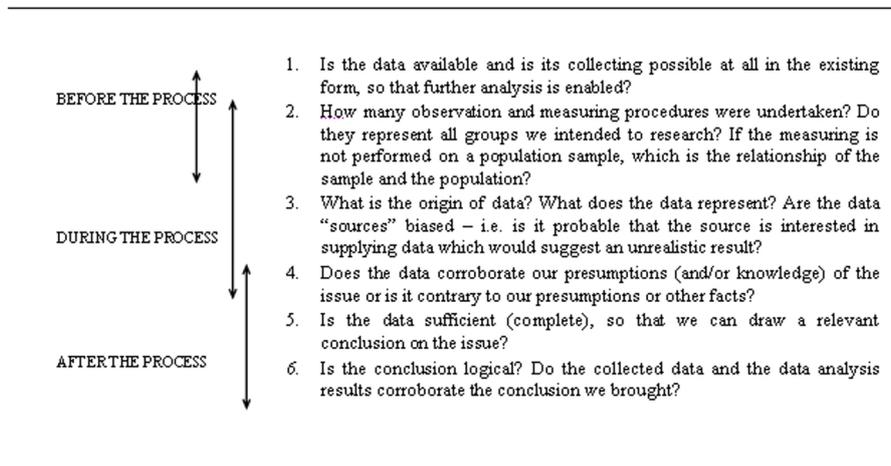 BEFORE THE PROCESS
DURING THE PROCESS
AFTER THE PROCESS
1. Is the data available and is its collecting possible at all in the existing
form, so that further analysis is enabled?
2. How many observation and measuring procedures were undertaken? Do
they represent all groups we intended to research? If the measuring is
not performed on a population sample, which is the relationship of the
sample and the population?
3. What is the origin of data? What does the data represent? Are the data
“sources” biased – i.e. is it probable that the source is interested in
supplying data which would suggest an unrealistic result?
4. Does the data corroborate our presumptions (and/or knowledge) of the
issue or is it contrary to our presumptions or other facts?
5. Is the data sufficient (complete), so that we can draw a relevant
conclusion on the issue?
6. Is the conclusion logical? Do the collected data and the data analysis
results corroborate the conclusion we brought?